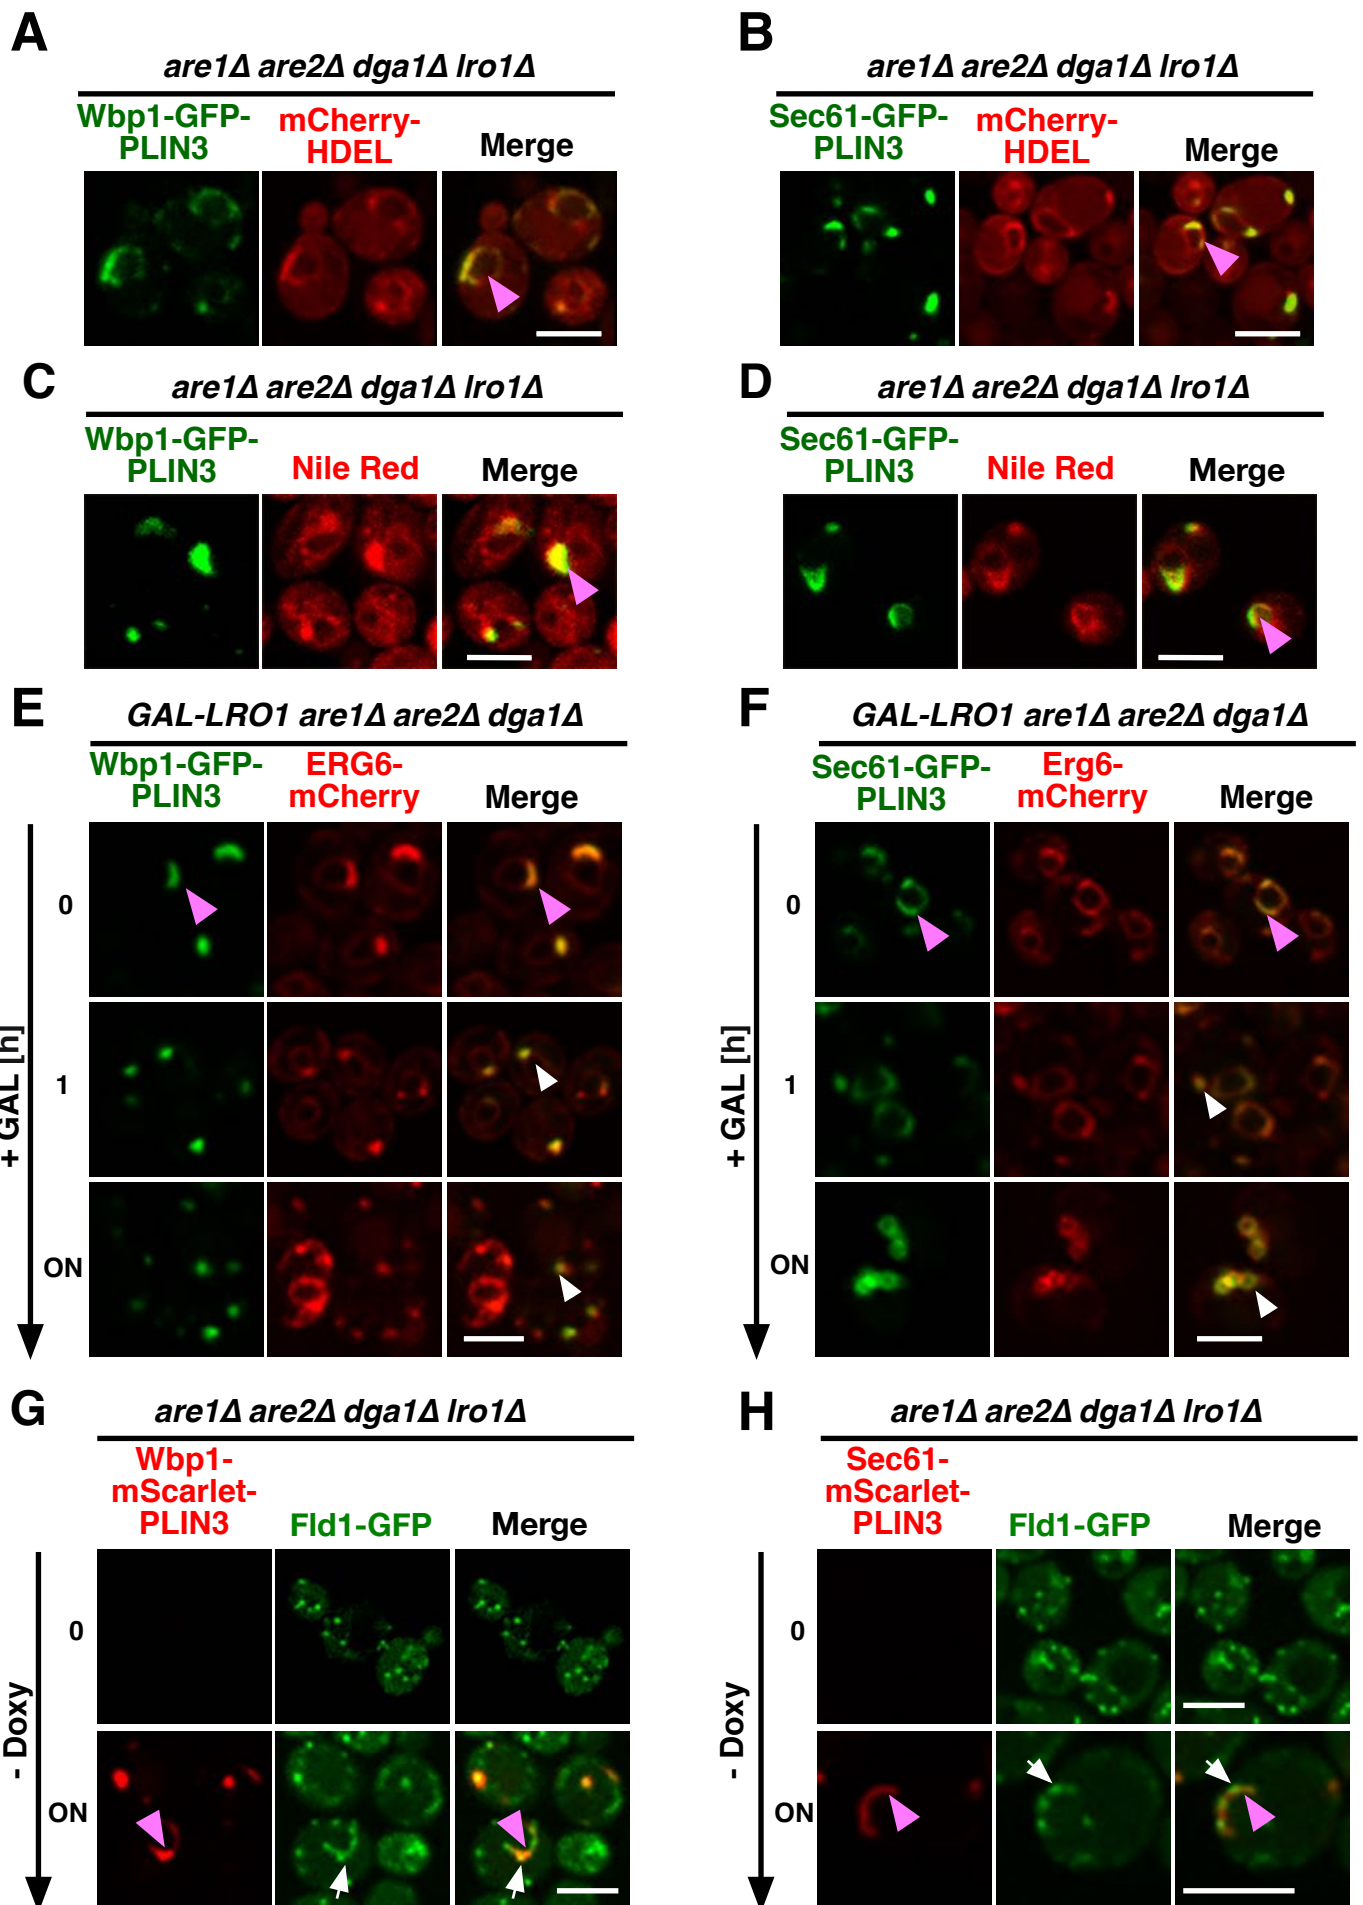 A
are1Δ are2Δ dga1Δ lro1Δ
Wbp1-GFP-
PLIN3
mCherry-
HDEL
Merge
B
are1Δ are2Δ dga1Δ lro1Δ
Sec61-GFP-
PLIN3
mCherry-
HDEL
Merge
C
are1Δ are2Δ dga1Δ lro1Δ
Wbp1-GFP-
PLIN3
Nile Red
Merge
D
are1Δ are2Δ dga1Δ lro1Δ
Sec61-GFP-
PLIN3
Nile Red
Merge
E
GAL-LRO1 are1Δ are2Δ dga1Δ
Wbp1-GFP-
PLIN3
ERG6-
mCherry
Merge
+ GAL [h]
0
1
ON
F
GAL-LRO1 are1Δ are2Δ dga1Δ
Sec61-GFP-
PLIN3
Erg6-
mCherry
Merge
+ GAL [h]
0
1
ON
G
are1Δ are2Δ dga1Δ lro1Δ
Wbp1-
mScarlet-
PLIN3
Fld1-GFP
Merge
- Doxy
0
ON
H
are1Δ are2Δ dga1Δ lro1Δ
Sec61-
mScarlet-
PLIN3
Fld1-GFP
Merge
- Doxy
0
ON